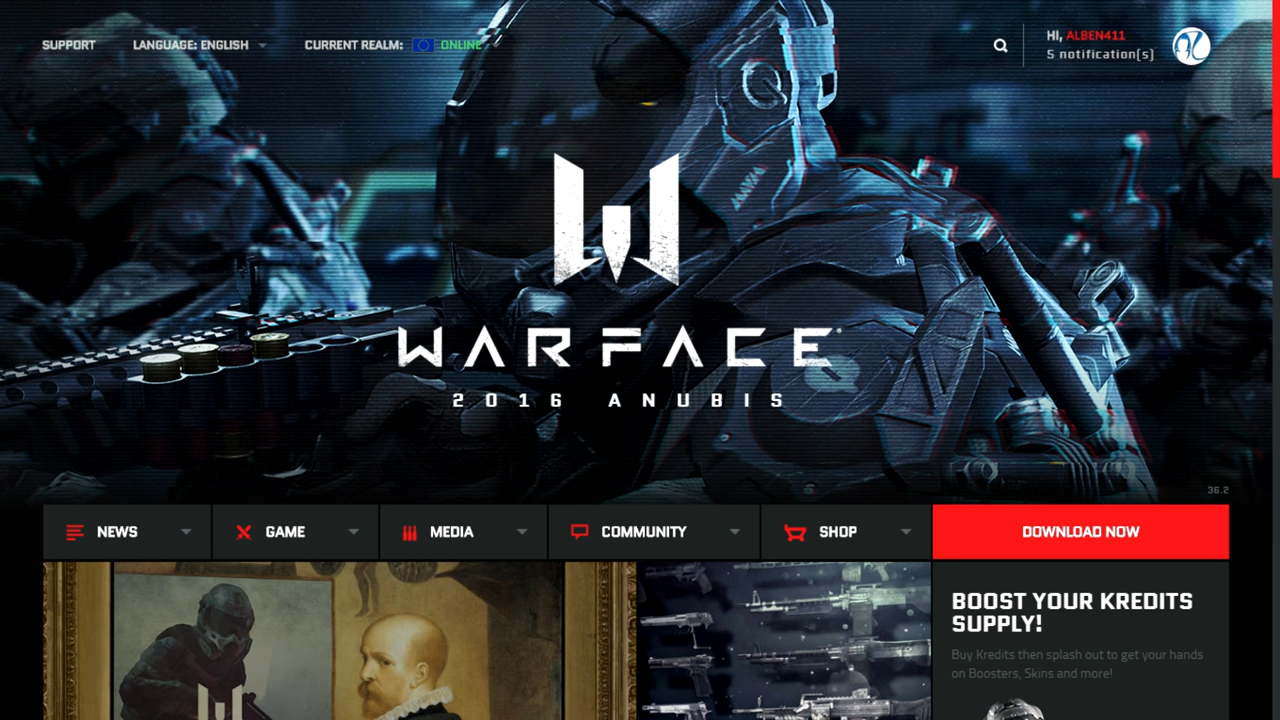 SUPPORT
LANGUAGE: ENGLISH
CURRENT REALM: ONLINE
HI, ALBEN411
5 notification(s)
WARFACE
2016 ANUBIS
36.2
NEWS
GAME
MEDIA
COMMUNITY
SHOP
DOWNLOAD NOW
BOOST YOUR KREDITS
SUPPLY!
Buy Kredits then splash out to get your hands
on Boosters, Skins and more!